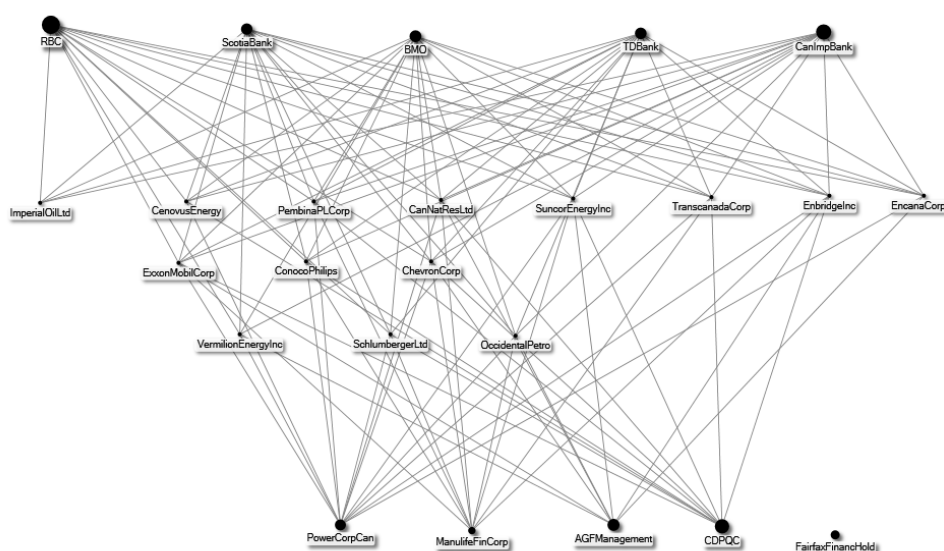 RBC
ScotiaBank
BMO
TDBank
CanImpBank
ImperialOilLtd
CenovusEnergy
PembinaPLCorp
CanNatResLtd
SuncorEnergyInc
TranscanadaCorp
EnbridgeInc
EncanaCorp
ExxonMobilCorp
ConocoPhilips
ChevronCorp
VermilionEnergyInc
SchlumbergerLtd
OccidentalPetro
PowerCorpCan
ManulifeFinCorp
AGFManagement
CDPQC
FairfaxFinancHold